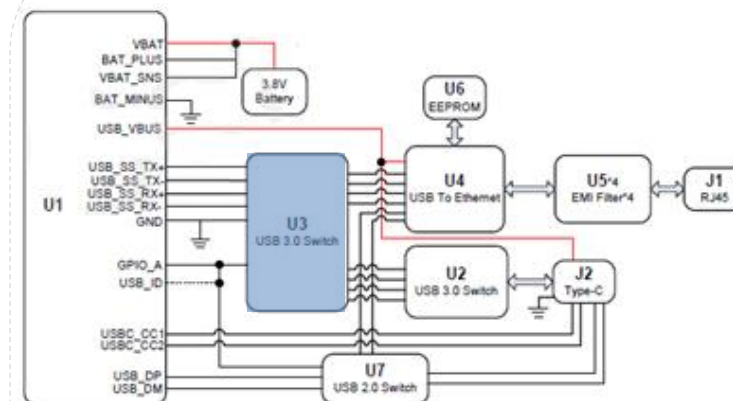 VBAT
BAT_PLUS
VBAT_SNS
BAT_MINUS
USB_VBUS
USB_SS_TX+
USB_SS_TX-
USB_SS_RX+
USB_SS_RX-
GND
GPIO_A
USB_ID
USBC_CC1
USBC_CC2
USB_DP
USB_DM
U1
3.8V
Battery
U3
USB 3.0 Switch
U6
EEPROM
U4
USB To Ethernet
U5*4
EMI Filter*4
J1
RJ45
U2
USB 3.0 Switch
J2
Type-C
U7
USB 2.0 Switch